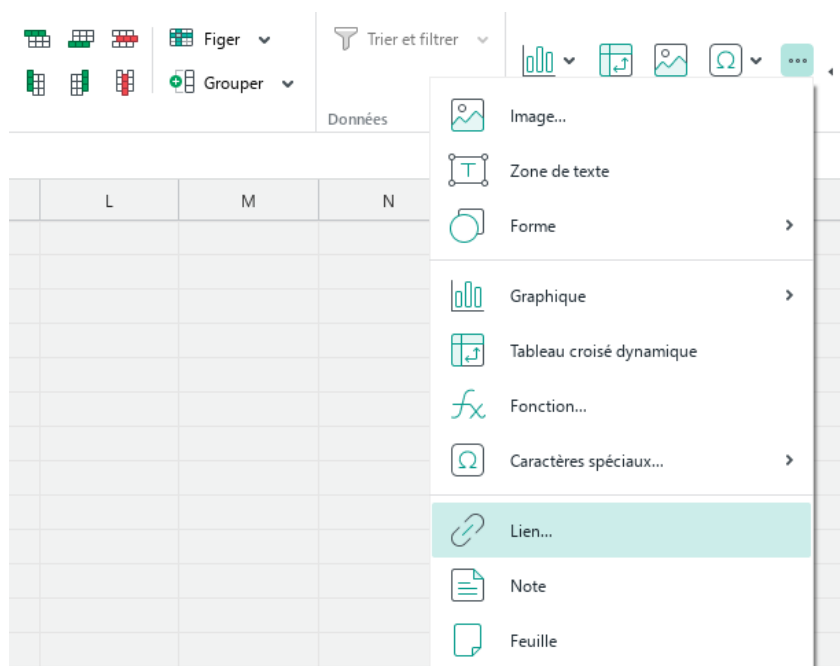 Figer
Trier et filtrer
Grouper
Données
L M N
Image...
Zone de texte
Forme
Graphique
Tableau croisé dynamique
Fonction...
Caractères spéciaux...
Lien...
Note
Feuille